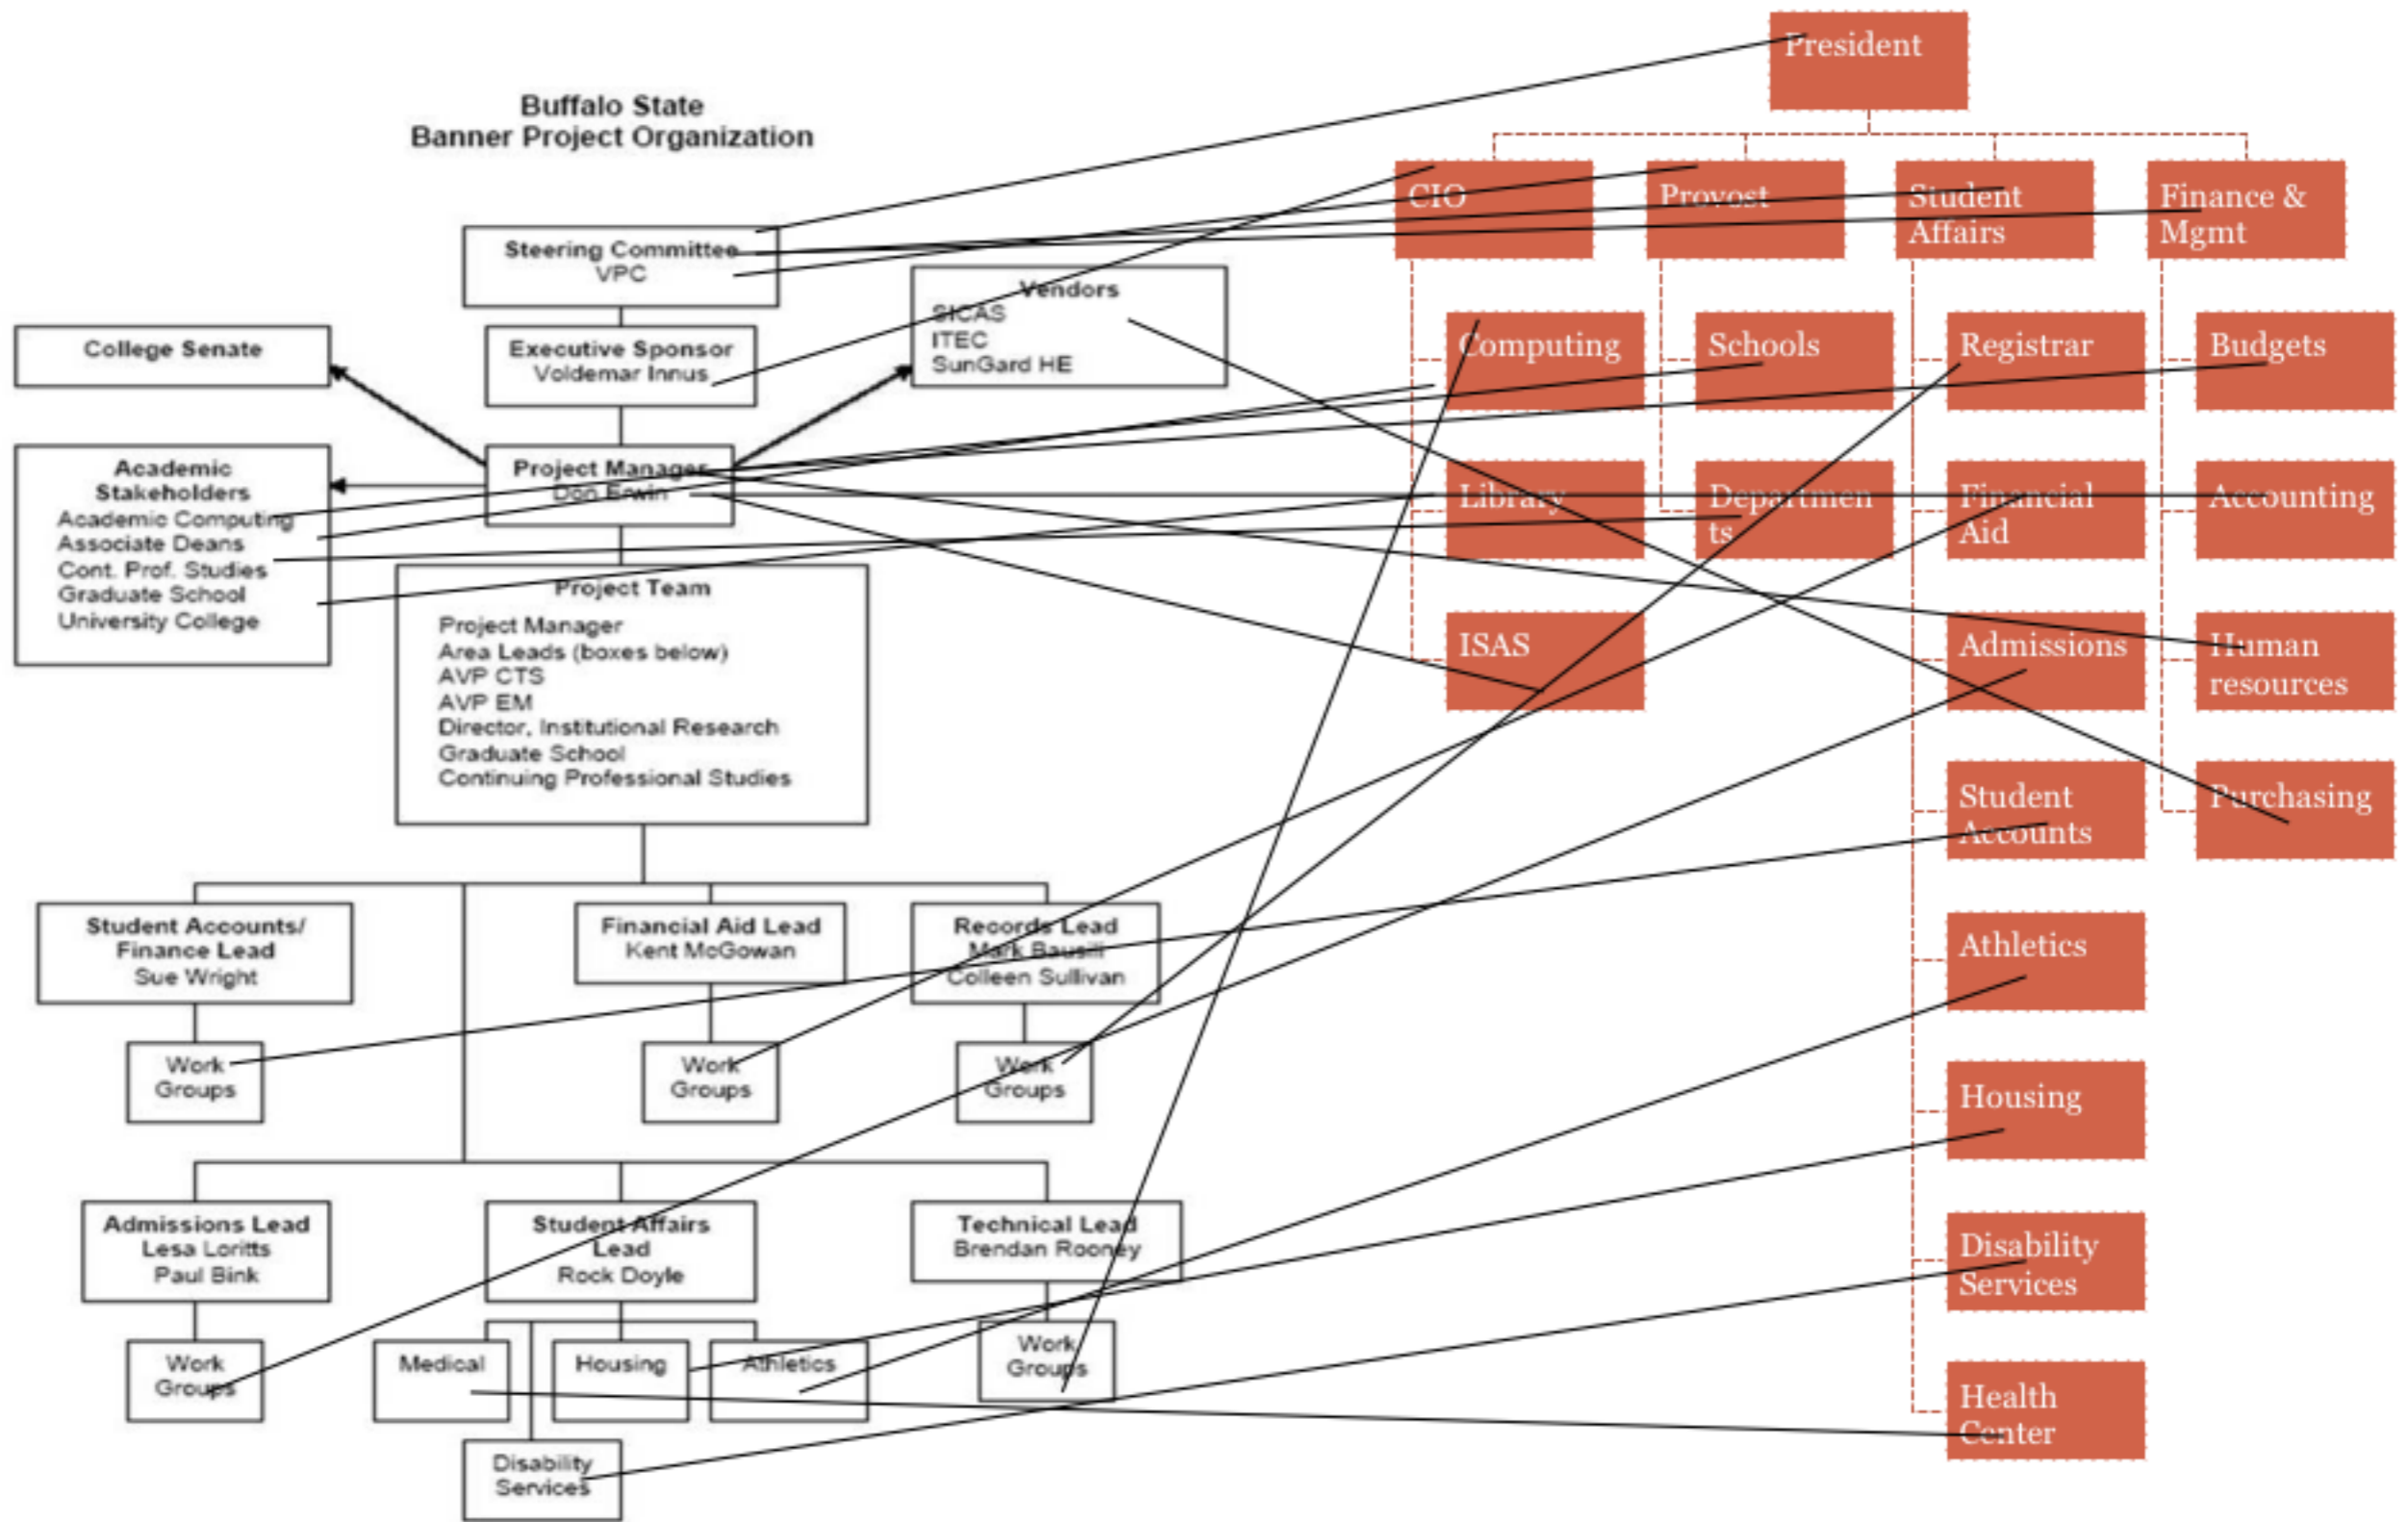 Buffalo State
Banner Project Organization
Steering Committee
VPC
College Senate
Executive Sponsor
Voldemar Innus
Vendors
SICAS
ITEC
SunGard HE
Academic
Stakeholders
Academic Computing
Associate Deans
Cont. Prof. Studies
Graduate School
University College
Project Manager
Don Erwin
Project Team
Project Manager
Area Leads (boxes below)
AVP CTS
AVP EM
Director, Institutional Research
Graduate School
Continuing Professional Studies
Student Accounts/
Finance Lead
Sue Wright
Financial Aid Lead
Kent McGowan
Records Lead
Mark Bausili
Colleen Sullivan
Work
Groups
Work
Groups
Work
Groups
Admissions Lead
Lesa Loritts
Paul Bink
Student Affairs
Lead
Rock Doyle
Technical Lead
Brendan Rooney
Work
Groups
Medical
Housing
Athletics
Work
Groups
Disability
Services
President
CIO
Provost
Student
Affairs
Finance &
Mgmt
Computing
Schools
Registrar
Budgets
Library
Departmen
ts
Financial
Aid
Accounting
ISAS
Admissions
Human
resources
Student
Accounts
Purchasing
Athletics
Housing
Disability
Services
Health
Center